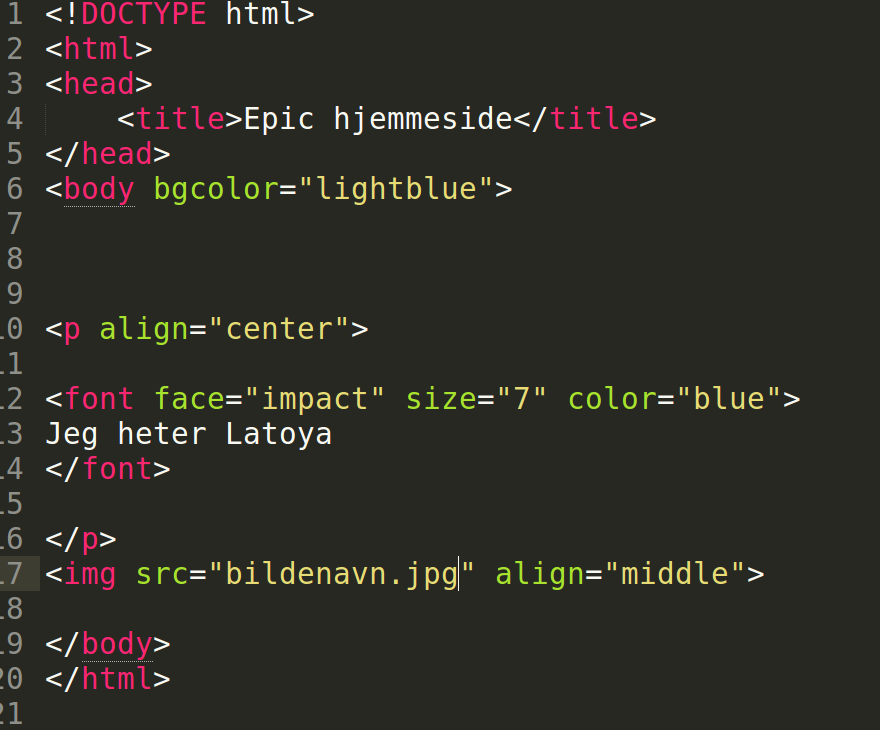 1 <!DOCTYPE html>
2 <html>
3 <head>
4     <title>Epic hjemmeside</title>
5 </head>
6 <body bgcolor="lightblue">
7
8
9
10 <p align="center">
11
12 <font face="impact" size="7" color="blue">
13 Jeg heter Latoya
14 </font>
15
16 </p>
17 <img src="bildenavn.jpg" align="middle">
18
19 </body>
20 </html>
21